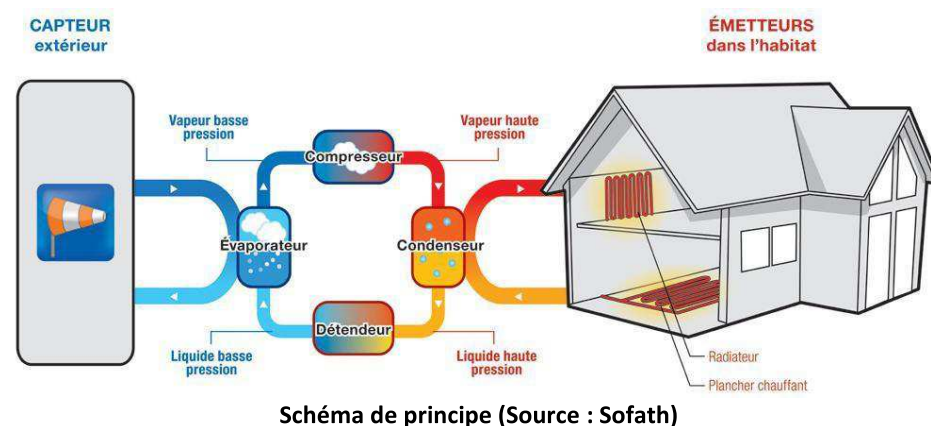 CAPTEUR
extérieur
ÉMETTEURS
dans l'habitat
Vapeur basse
pression
Vapeur haute
pression
Compresseur
Évaporateur
Condenseur
Détendeur
Liquide basse
pression
Liquide haute
pression
Radiateur
Plancher chauffant
Schéma de principe (Source : Sofath)